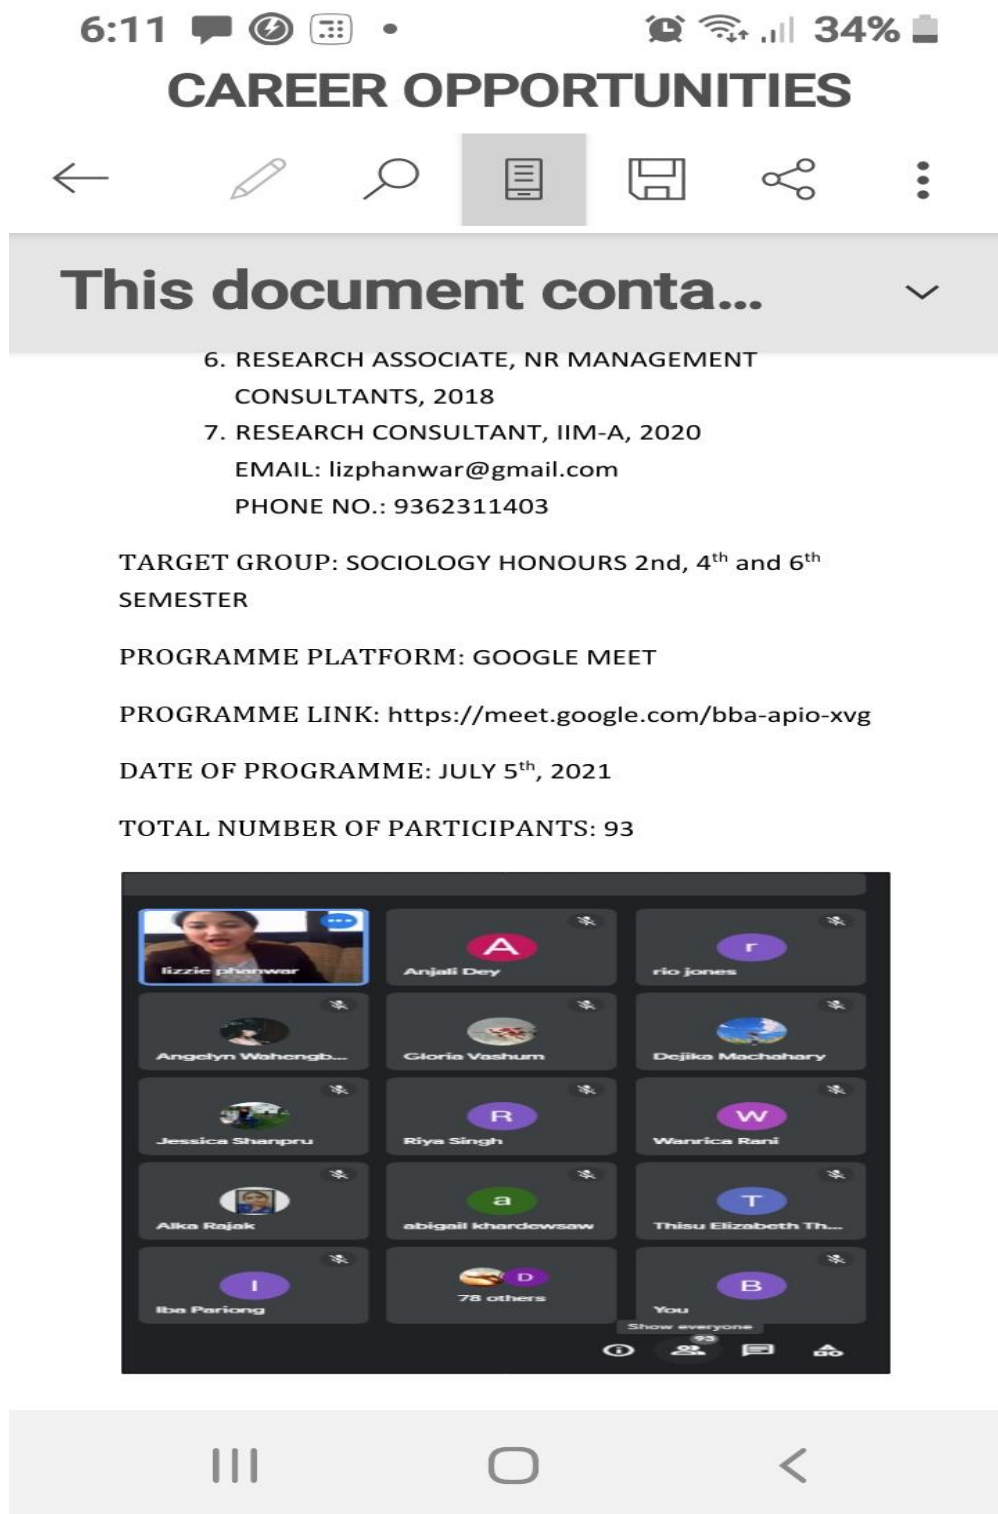 6:11
34%
CAREER OPPORTUNITIES
This document conta...
6. RESEARCH ASSOCIATE, NR MANAGEMENT
CONSULTANTS, 2018
7. RESEARCH CONSULTANT, IIM-A, 2020
EMAIL: lizphanwar@gmail.com
PHONE NO.: 9362311403
TARGET GROUP: SOCIOLOGY HONOURS 2nd, 4th and 6th
SEMESTER
PROGRAMME PLATFORM: GOOGLE MEET
PROGRAMME LINK: https://meet.google.com/bba-apio-xvg
DATE OF PROGRAMME: JULY 5th, 2021
TOTAL NUMBER OF PARTICIPANTS: 93
lizzie phanwar
A
Anjali Dey
r
rio jones
Angelyn Wahengb...
Gloria Vashum
Dejika Machahary
Jessica Shanpru
R
Riya Singh
W
Wanrica Rani
Alka Rajak
a
abigail khardewsaw
T
Thisu Elizabeth Th...
I
Iba Pariong
D
78 others
B
You
Show everyone
93